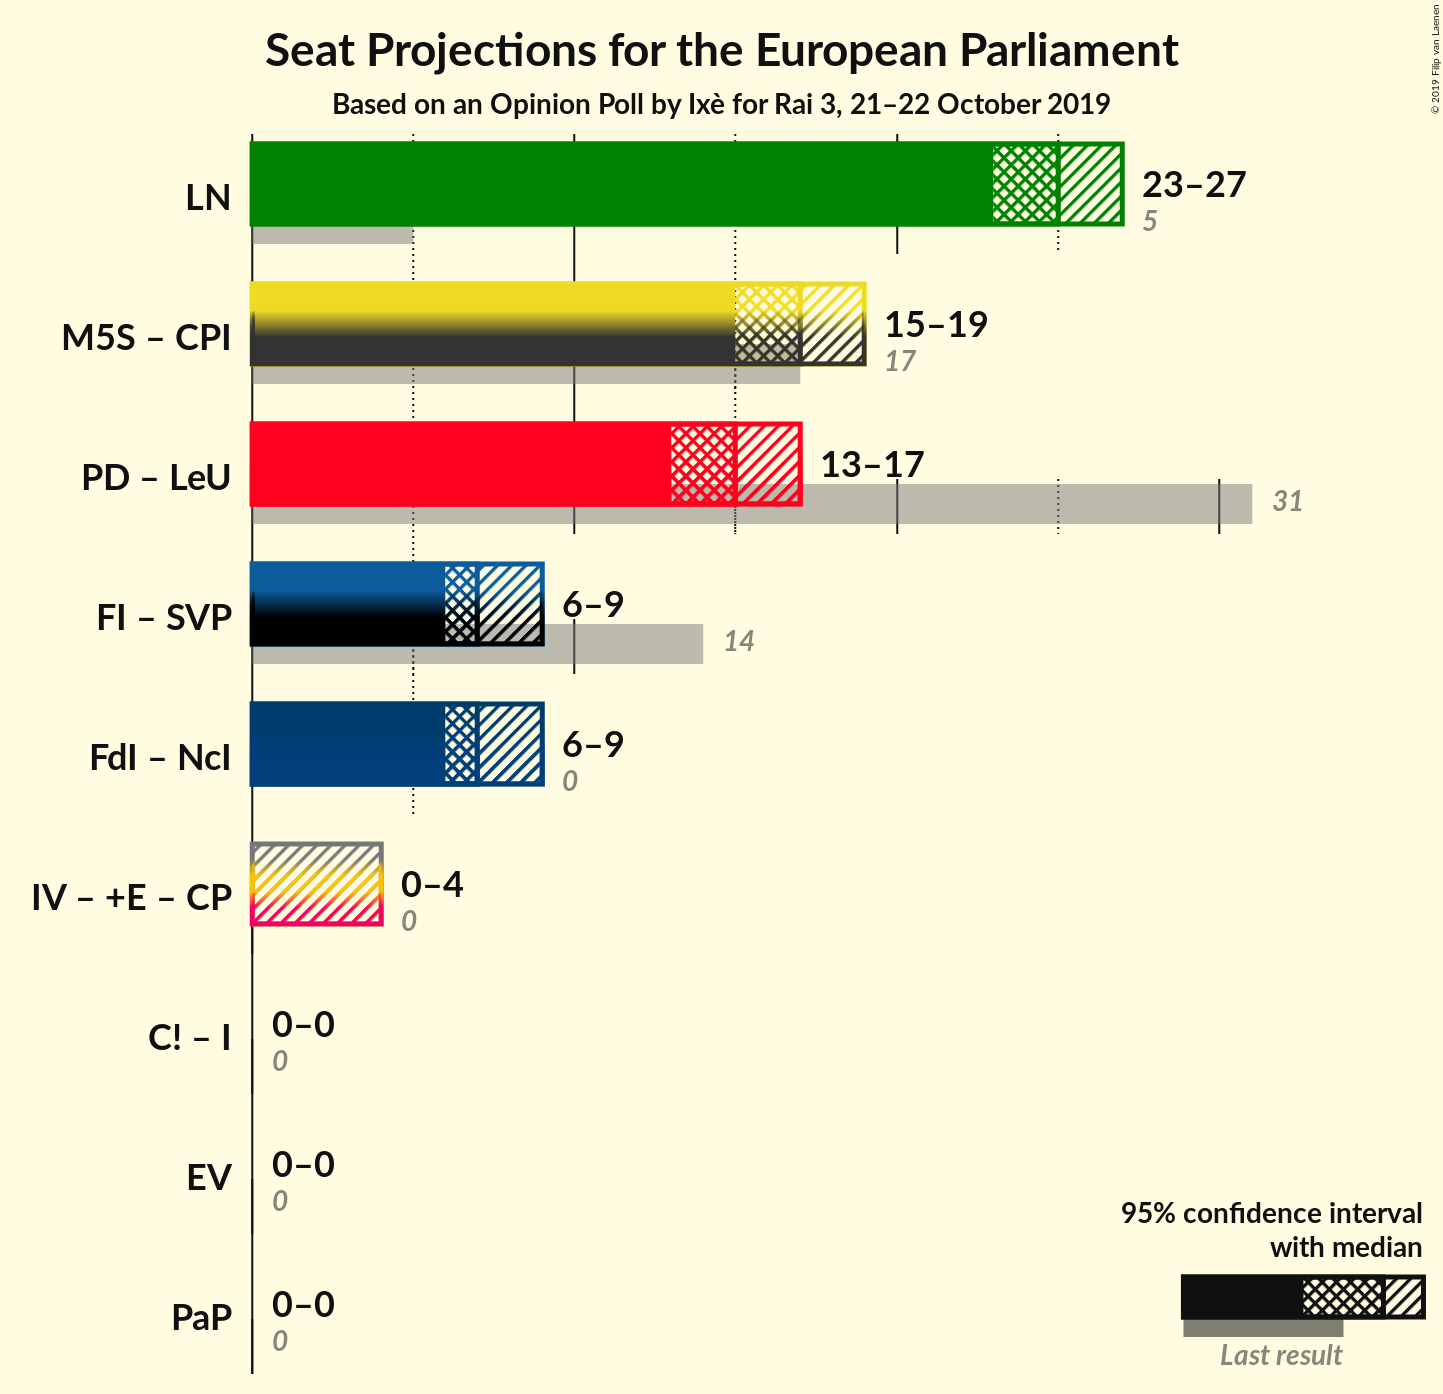 Seat Projections for the European Parliament
Based on an Opinion Poll by Ixè for Rai 3, 21–22 October 2019
© 2019 Filip van Laenen
LN
23–27
5
M5S – CPI
15–19
17
PD – LeU
13–17
31
FI – SVP
6–9
14
FdI – NcI
6–9
0
IV – +E – CP
0–4
0
C! – I
0–0
0
EV
0–0
0
PaP
0–0
0
95% confidence interval
with median
Last result